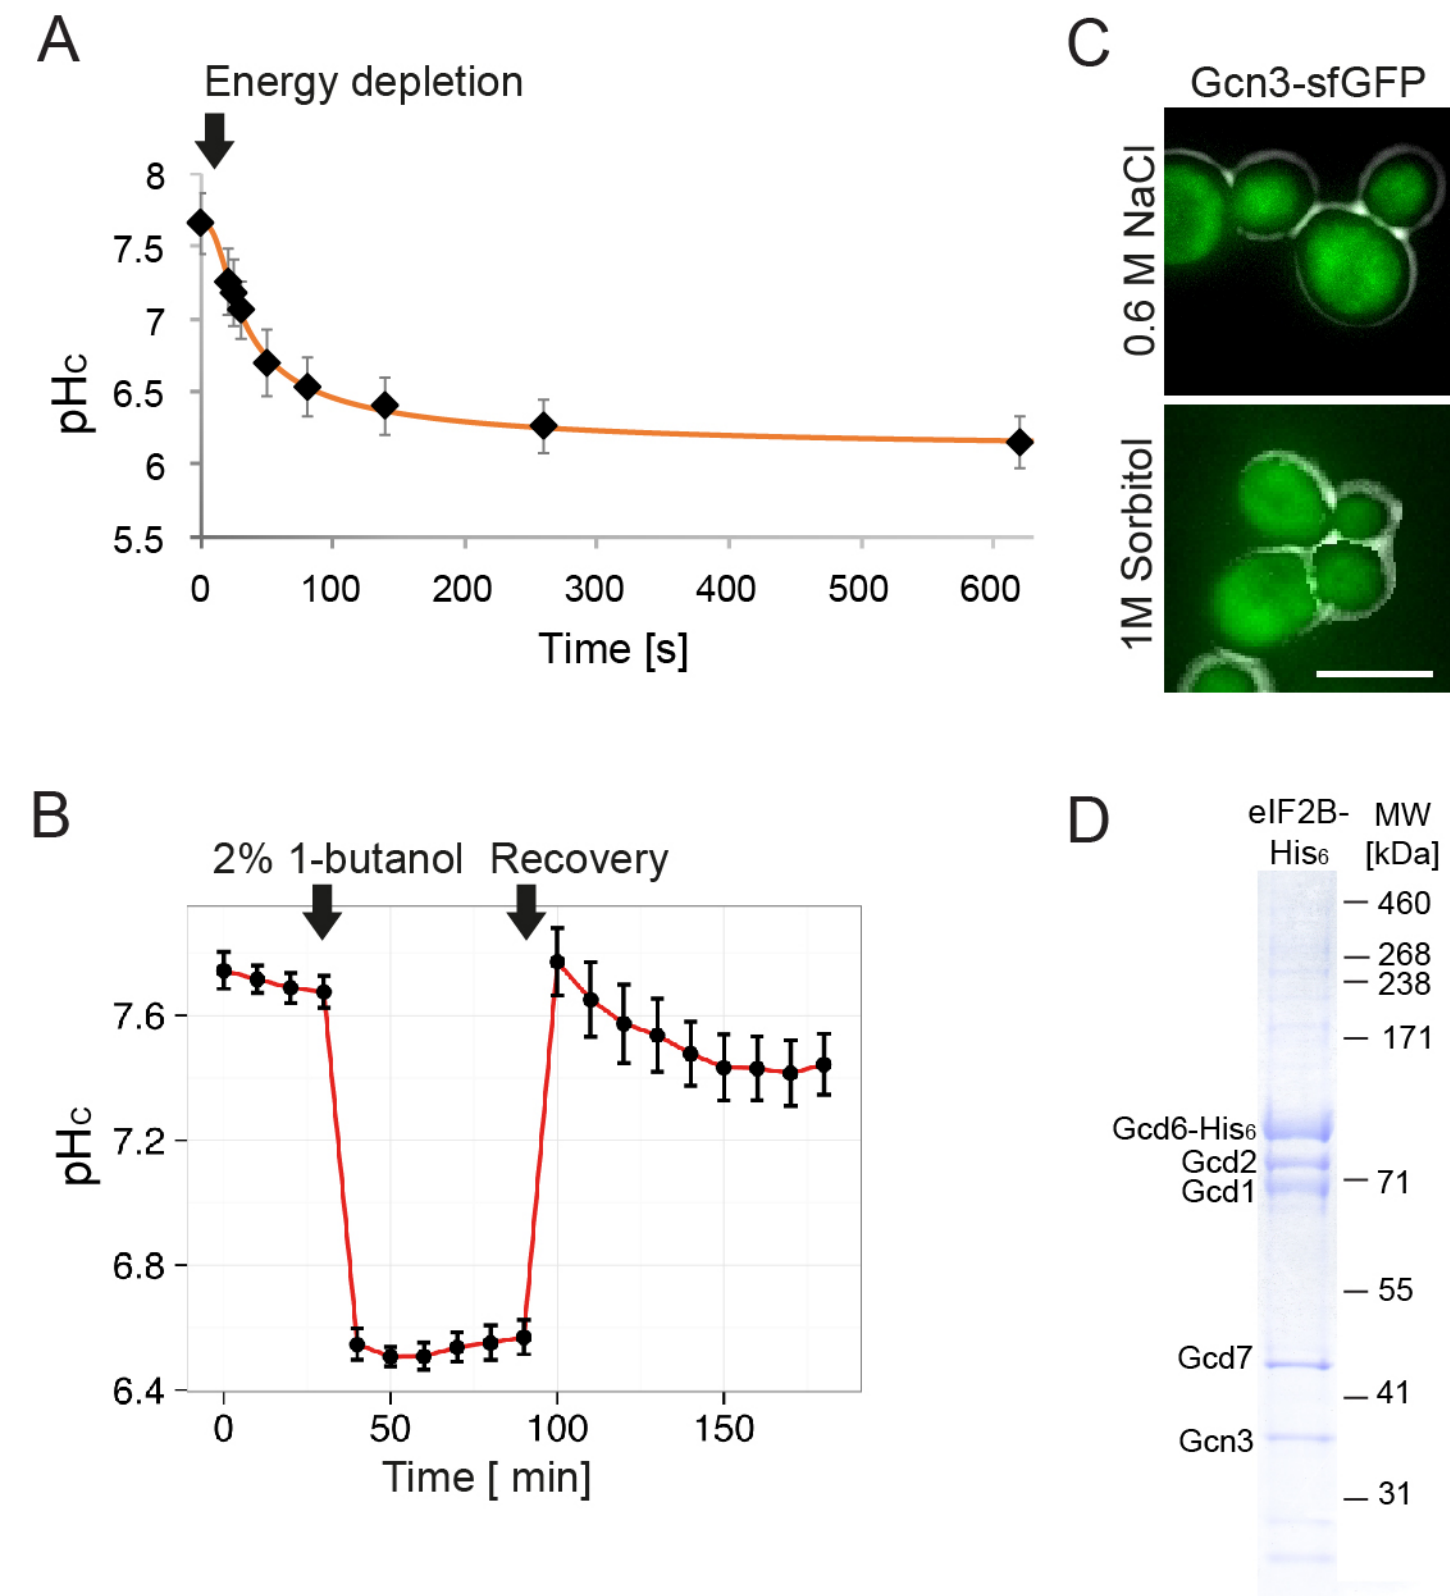 A
Energy depletion
8
7.5
7
6.5
6
5.5
pHc
0 100 200 300 400 500 600
Time [s]
C
Gcn3-sfGFP
0.6 M NaCl
1M Sorbitol
B
2% 1-butanol Recovery
7.6
7.2
6.8
6.4
pHc
0 50 100 150
Time [ min]
D
eIF2B- MW
His6 [kDa]
460
268
238
171
Gcd6-His6
Gcd2
71
Gcd1
55
Gcd7
41
Gcn3
31